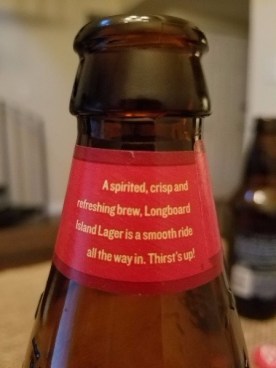 A spirited, crisp and
refreshing brew, Longboard
Island Lager is a smooth ride
all the way in. Thirst's up!